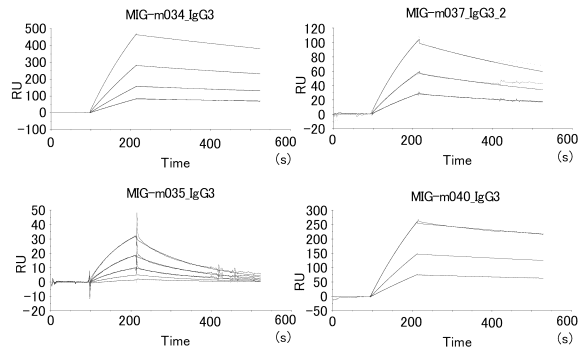 MIG-m034_IgG3
500
400
300
200
100
0
-100
RU
0 200 400 600
Time (s)
MIG-m037_IgG3_2
120
100
80
60
40
20
0
-20
RU
0 200 400 600
Time (s)
MIG-m035_IgG3
50
40
30
20
10
0
-10
-20
RU
0 200 400 600
Time (s)
MIG-m040_IgG3
300
250
200
150
100
50
0
-50
RU
0 200 400 600
Time (s)